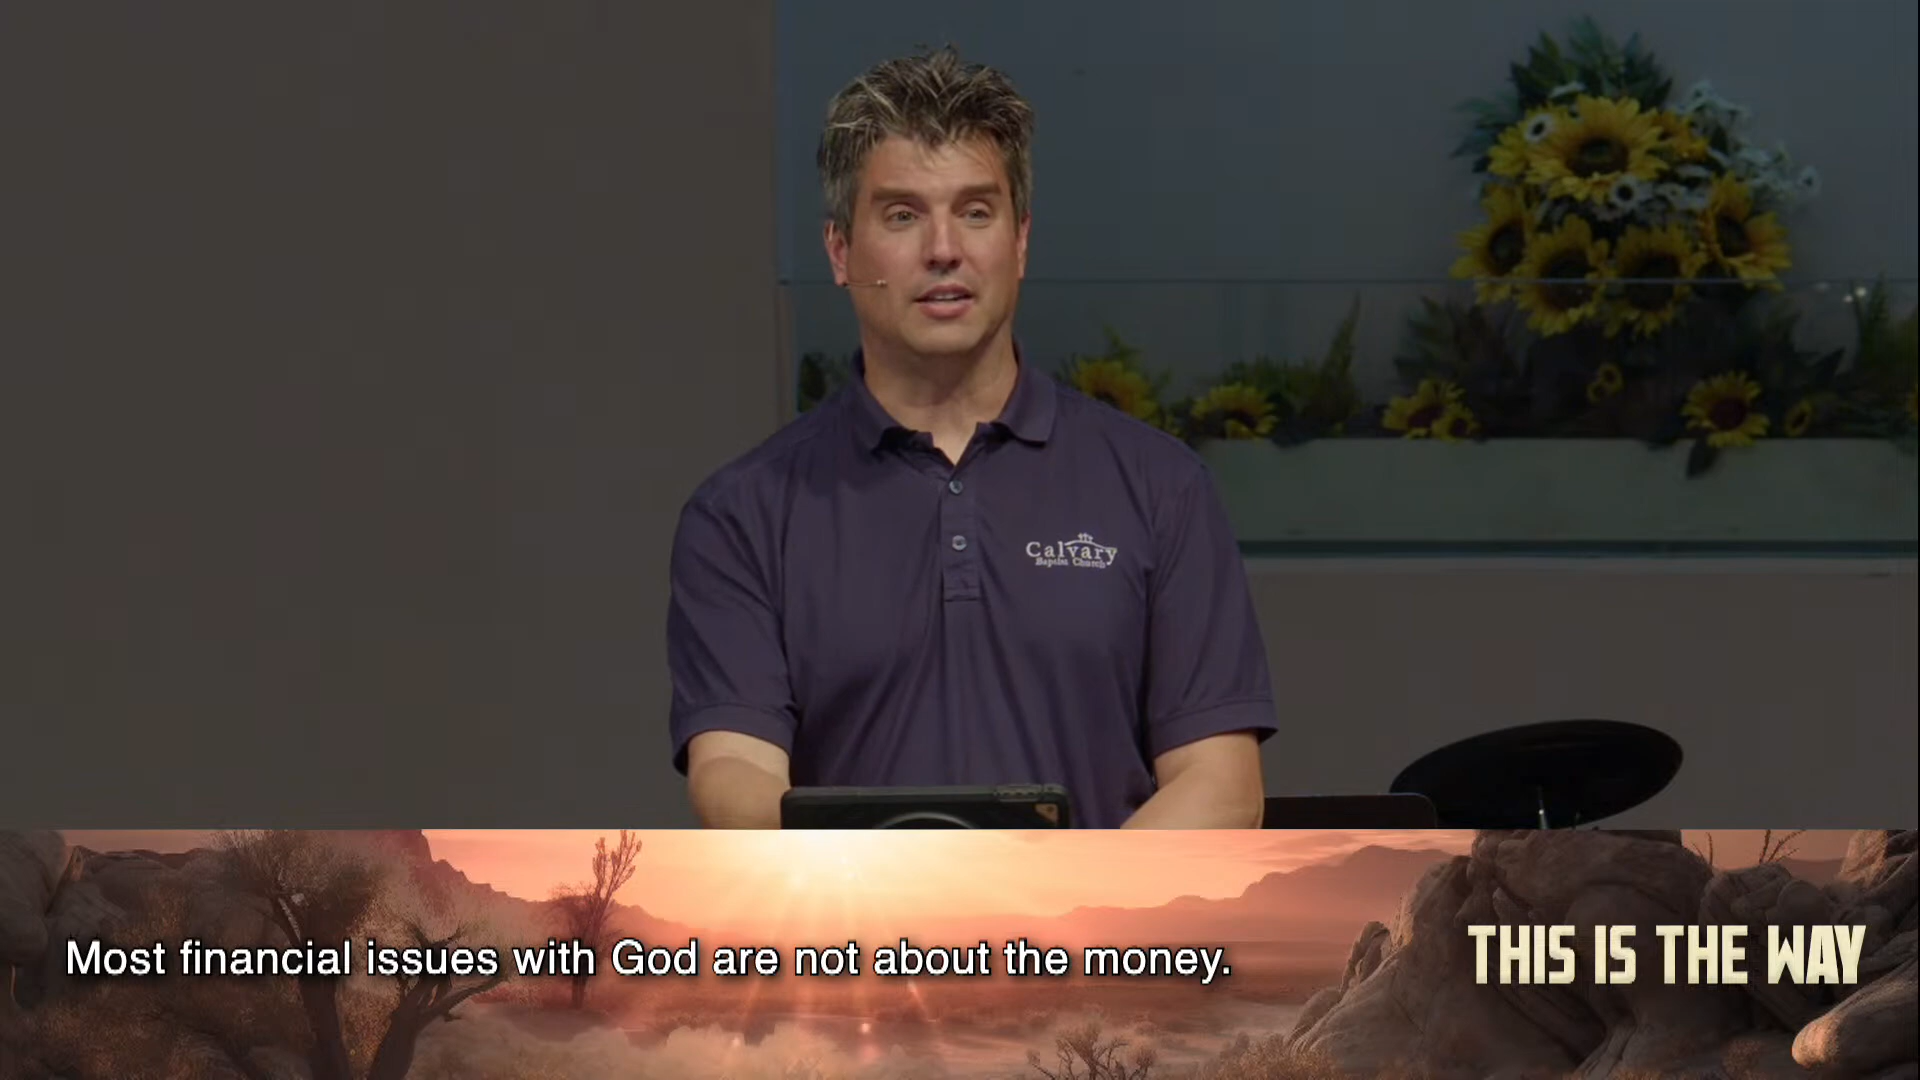 Calvary
Baptist Church
Most financial issues with God are not about the money.
THIS IS THE WAY